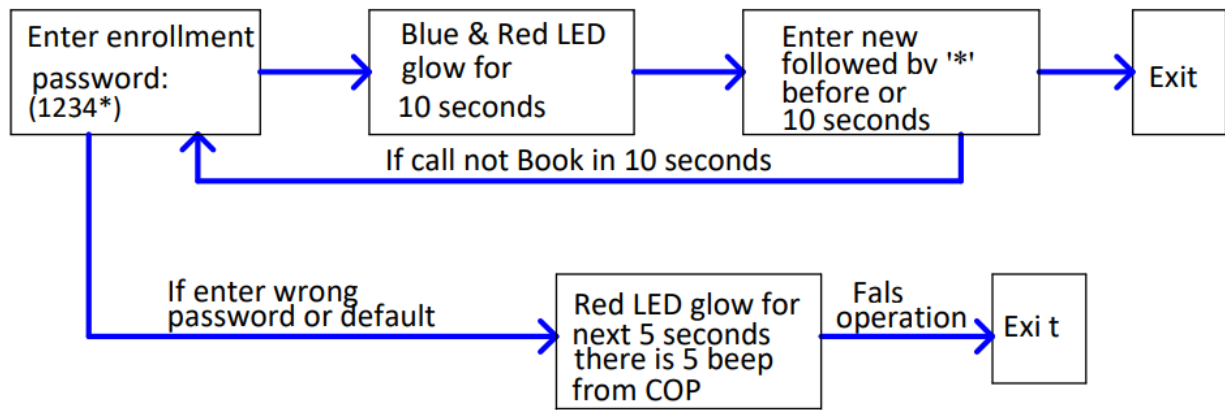 Enter enrollment
password:
(1234*)
Blue & Red LED
glow for
10 seconds
Enter new
followed by '*'
before or
10 seconds
Exit
If call not Book in 10 seconds
If enter wrong
password or default
Red LED glow for
next 5 seconds
there is 5 beep
from COP
Fals
operation
Exi t